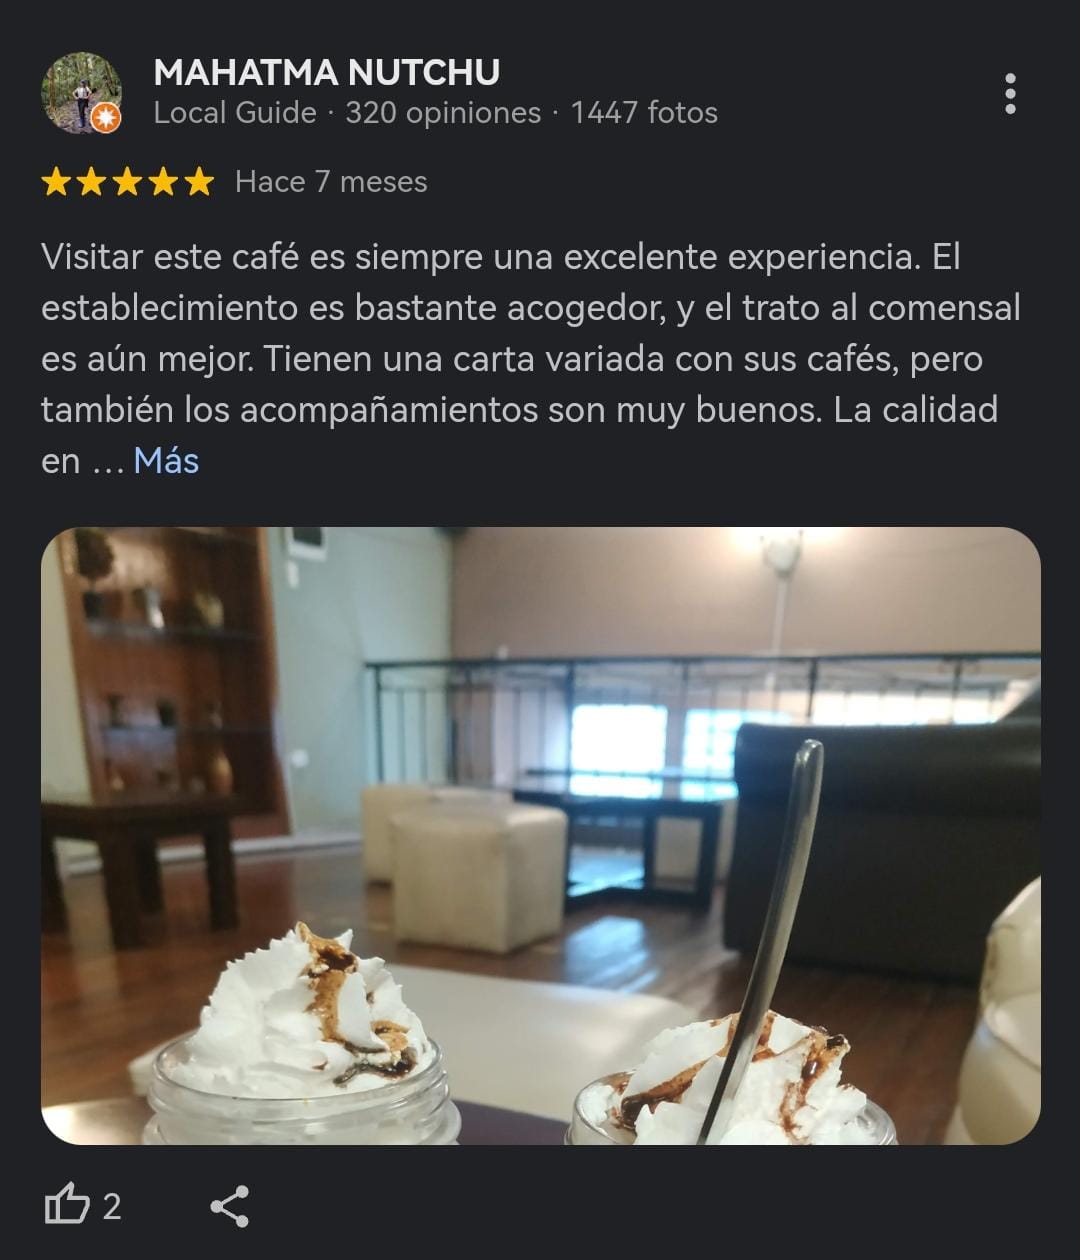 MAHATMA NUTCHU
Local Guide · 320 opiniones · 1447 fotos
Hace 7 meses
Visitar este café es siempre una excelente experiencia. El
establecimiento es bastante acogedor, y el trato al comensal
es aún mejor. Tienen una carta variada con sus cafés, pero
también los acompañamientos son muy buenos. La calidad
en … Más
2